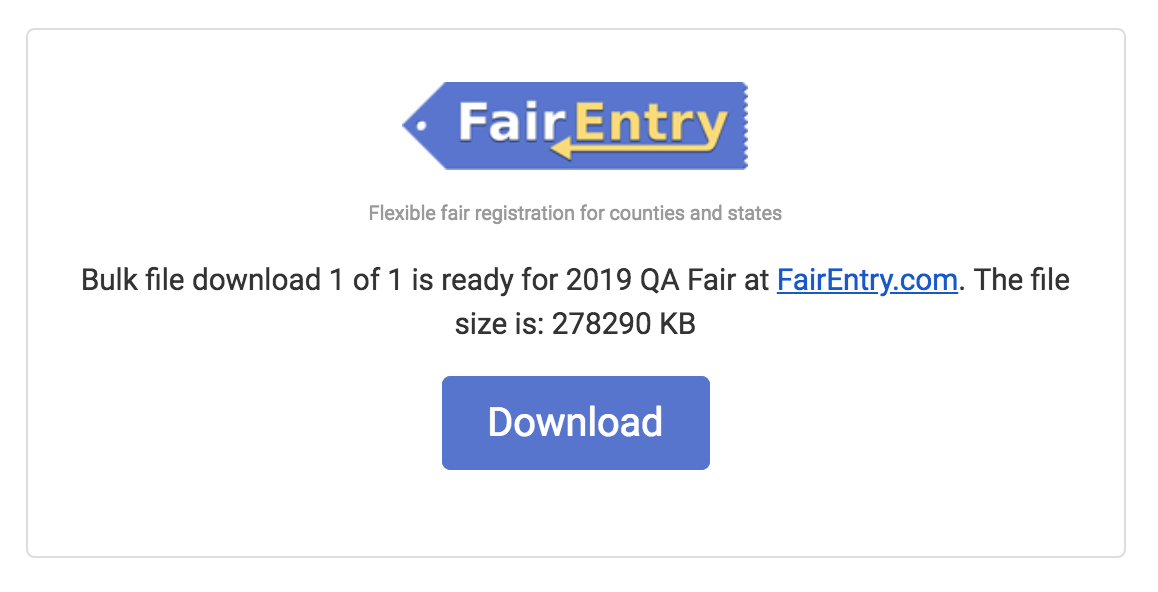 FairEntry
Flexible fair registration for counties and states
Bulk file download 1 of 1 is ready for 2019 QA Fair at FairEntry.com. The file
size is: 278290 KB
Download